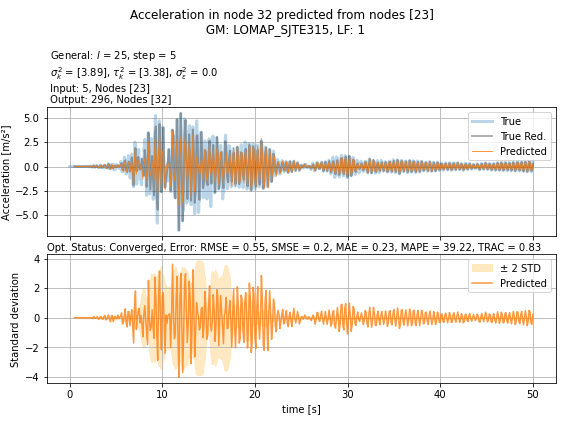 Acceleration in node 32 predicted from nodes [23]
GM: LOMAP_SJTE315, LF: 1
General: l = 25, step = 5
σ²ₖ = [3.89], τ²ₖ = [3.38], σ²ₑ = 0.0
Input: 5, Nodes [23]
Output: 296, Nodes [32]
Acceleration [m/s²]
5.0
2.5
0.0
−2.5
−5.0
True
True Red.
Predicted
Opt. Status: Converged, Error: RMSE = 0.55, SMSE = 0.2, MAE = 0.23, MAPE = 39.22, TRAC = 0.83
Standard deviation
4
2
0
−2
−4
± 2 STD
Predicted
0 10 20 30 40 50
time [s]